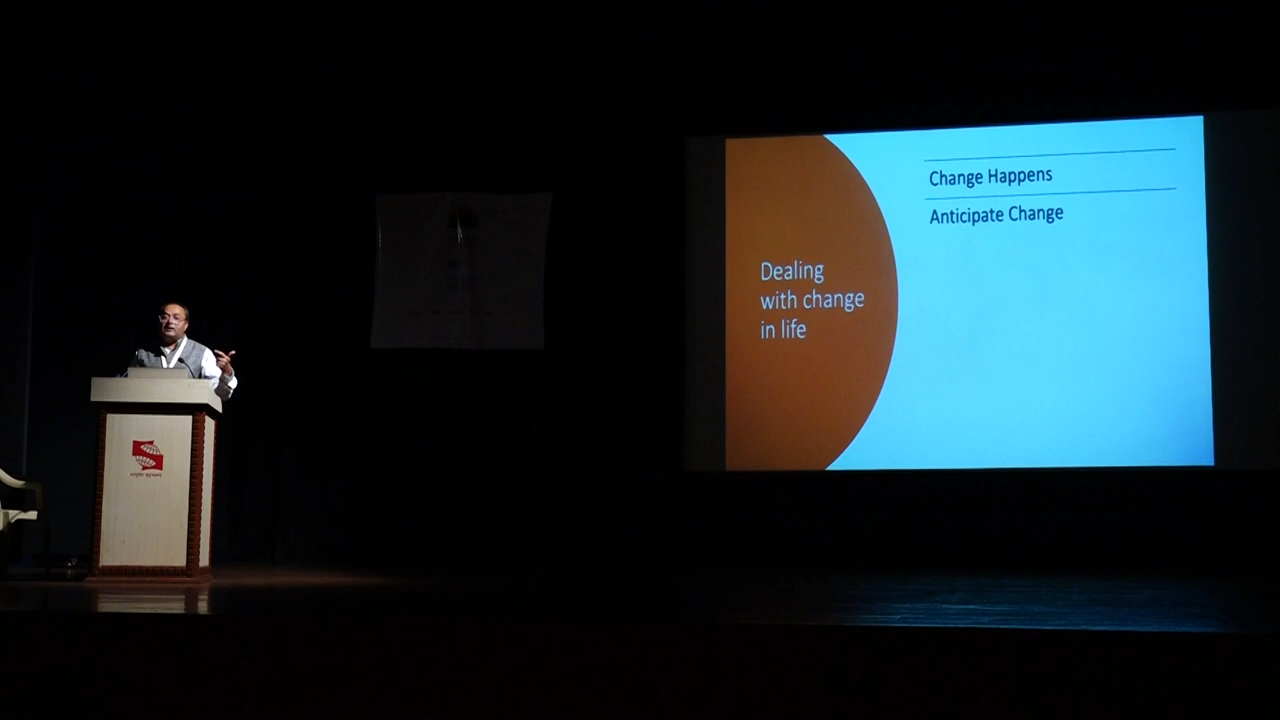 Change Happens
Anticipate Change
Dealing
with change
in life